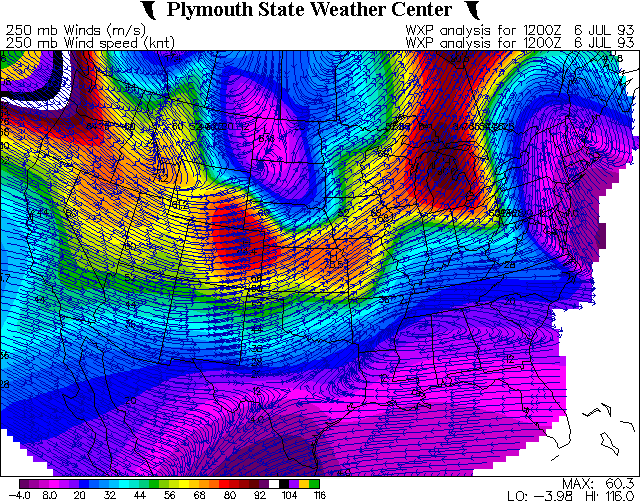 Plymouth State Weather Center
250 mb Winds (m/s) WXP analysis for 1200Z 6 JUL 93
250 mb Wind speed (knt) WXP analysis for 1200Z 6 JUL 93
-4.0 8.0 20 32 44 56 68 80 92 104 116
MAX: 60.3
LO: -3.98 HI: 116.0